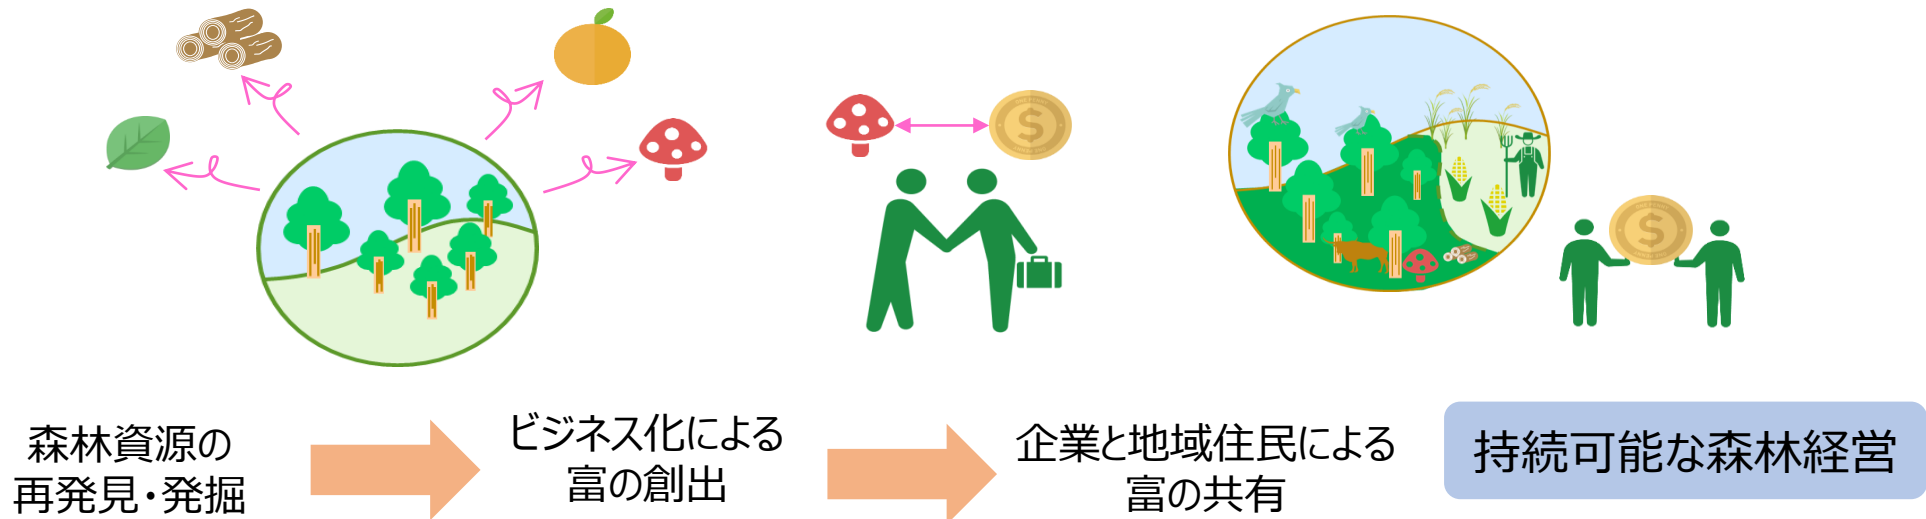 森林資源の
再発見・発掘
ビジネス化による
富の創出
企業と地域住民による
富の共有
持続可能な森林経営